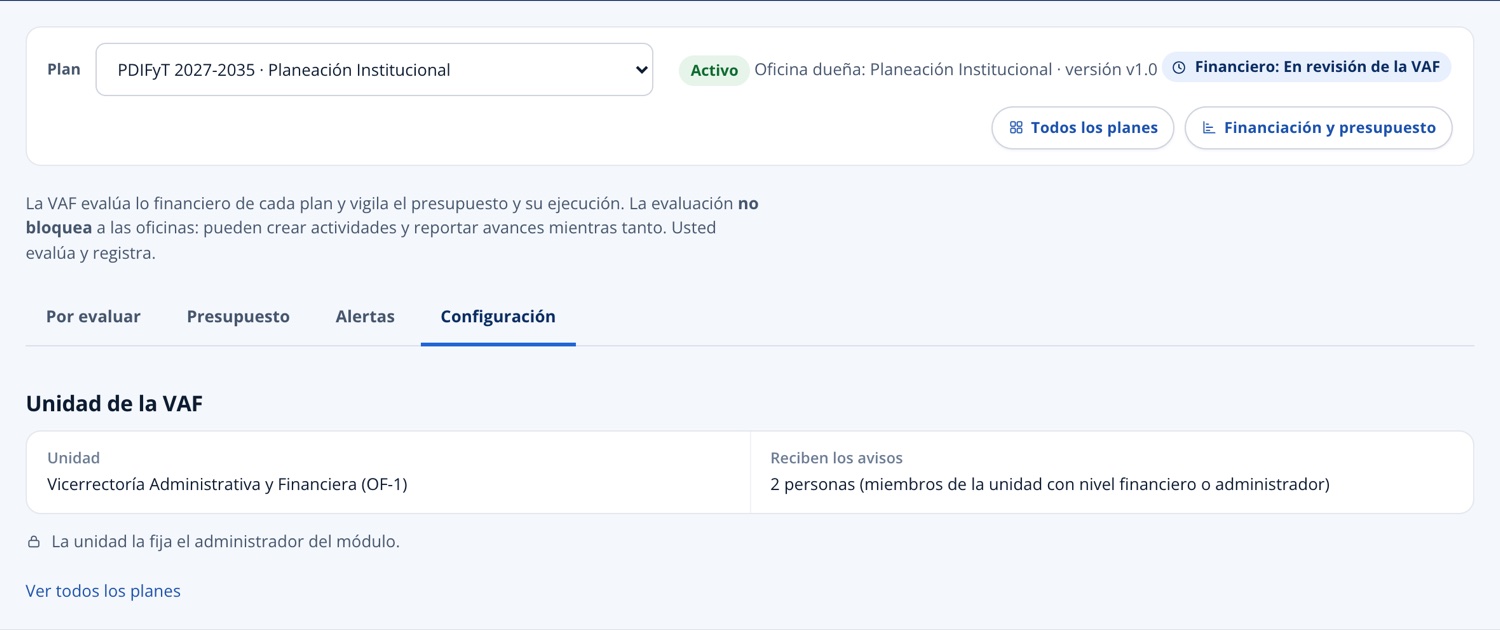 Plan
PDIFyT 2027-2035 · Planeación Institucional
Activo
Oficina dueña: Planeación Institucional · versión v1.0
Financiero: En revisión de la VAF
Todos los planes
Financiación y presupuesto
La VAF evalúa lo financiero de cada plan y vigila el presupuesto y su ejecución. La evaluación no
bloquea a las oficinas: pueden crear actividades y reportar avances mientras tanto. Usted
evalúa y registra.
Por evaluar
Presupuesto
Alertas
Configuración
Unidad de la VAF
Unidad
Vicerrectoría Administrativa y Financiera (OF-1)
Reciben los avisos
2 personas (miembros de la unidad con nivel financiero o administrador)
La unidad la fija el administrador del módulo.
Ver todos los planes